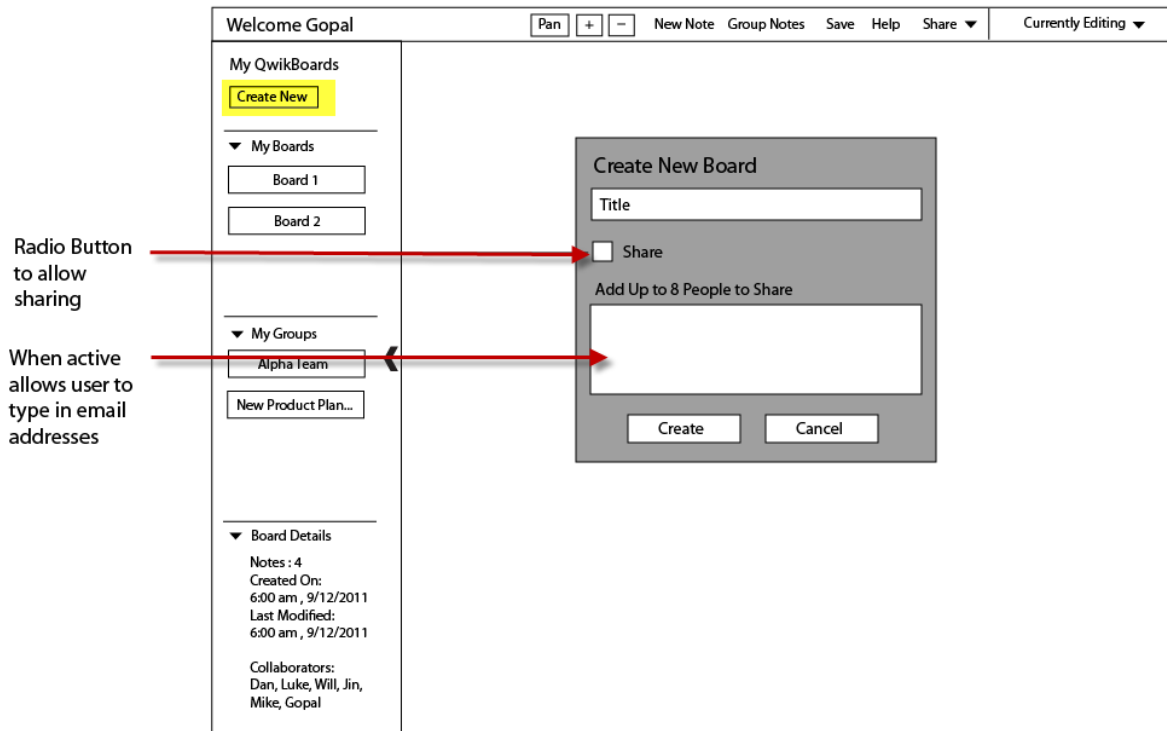 Welcome Gopal
Pan + − New Note Group Notes Save Help Share Currently Editing
My QwikBoards
Create New
My Boards
Board 1
Board 2
My Groups
Alpha Team
New Product Plan...
Board Details
Notes : 4
Created On:
6:00 am , 9/12/2011
Last Modified:
6:00 am , 9/12/2011
Collaborators:
Dan, Luke, Will, Jin,
Mike, Gopal
Radio Button
to allow
sharing
When active
allows user to
type in email
addresses
Create New Board
Title
Share
Add Up to 8 People to Share
Create Cancel